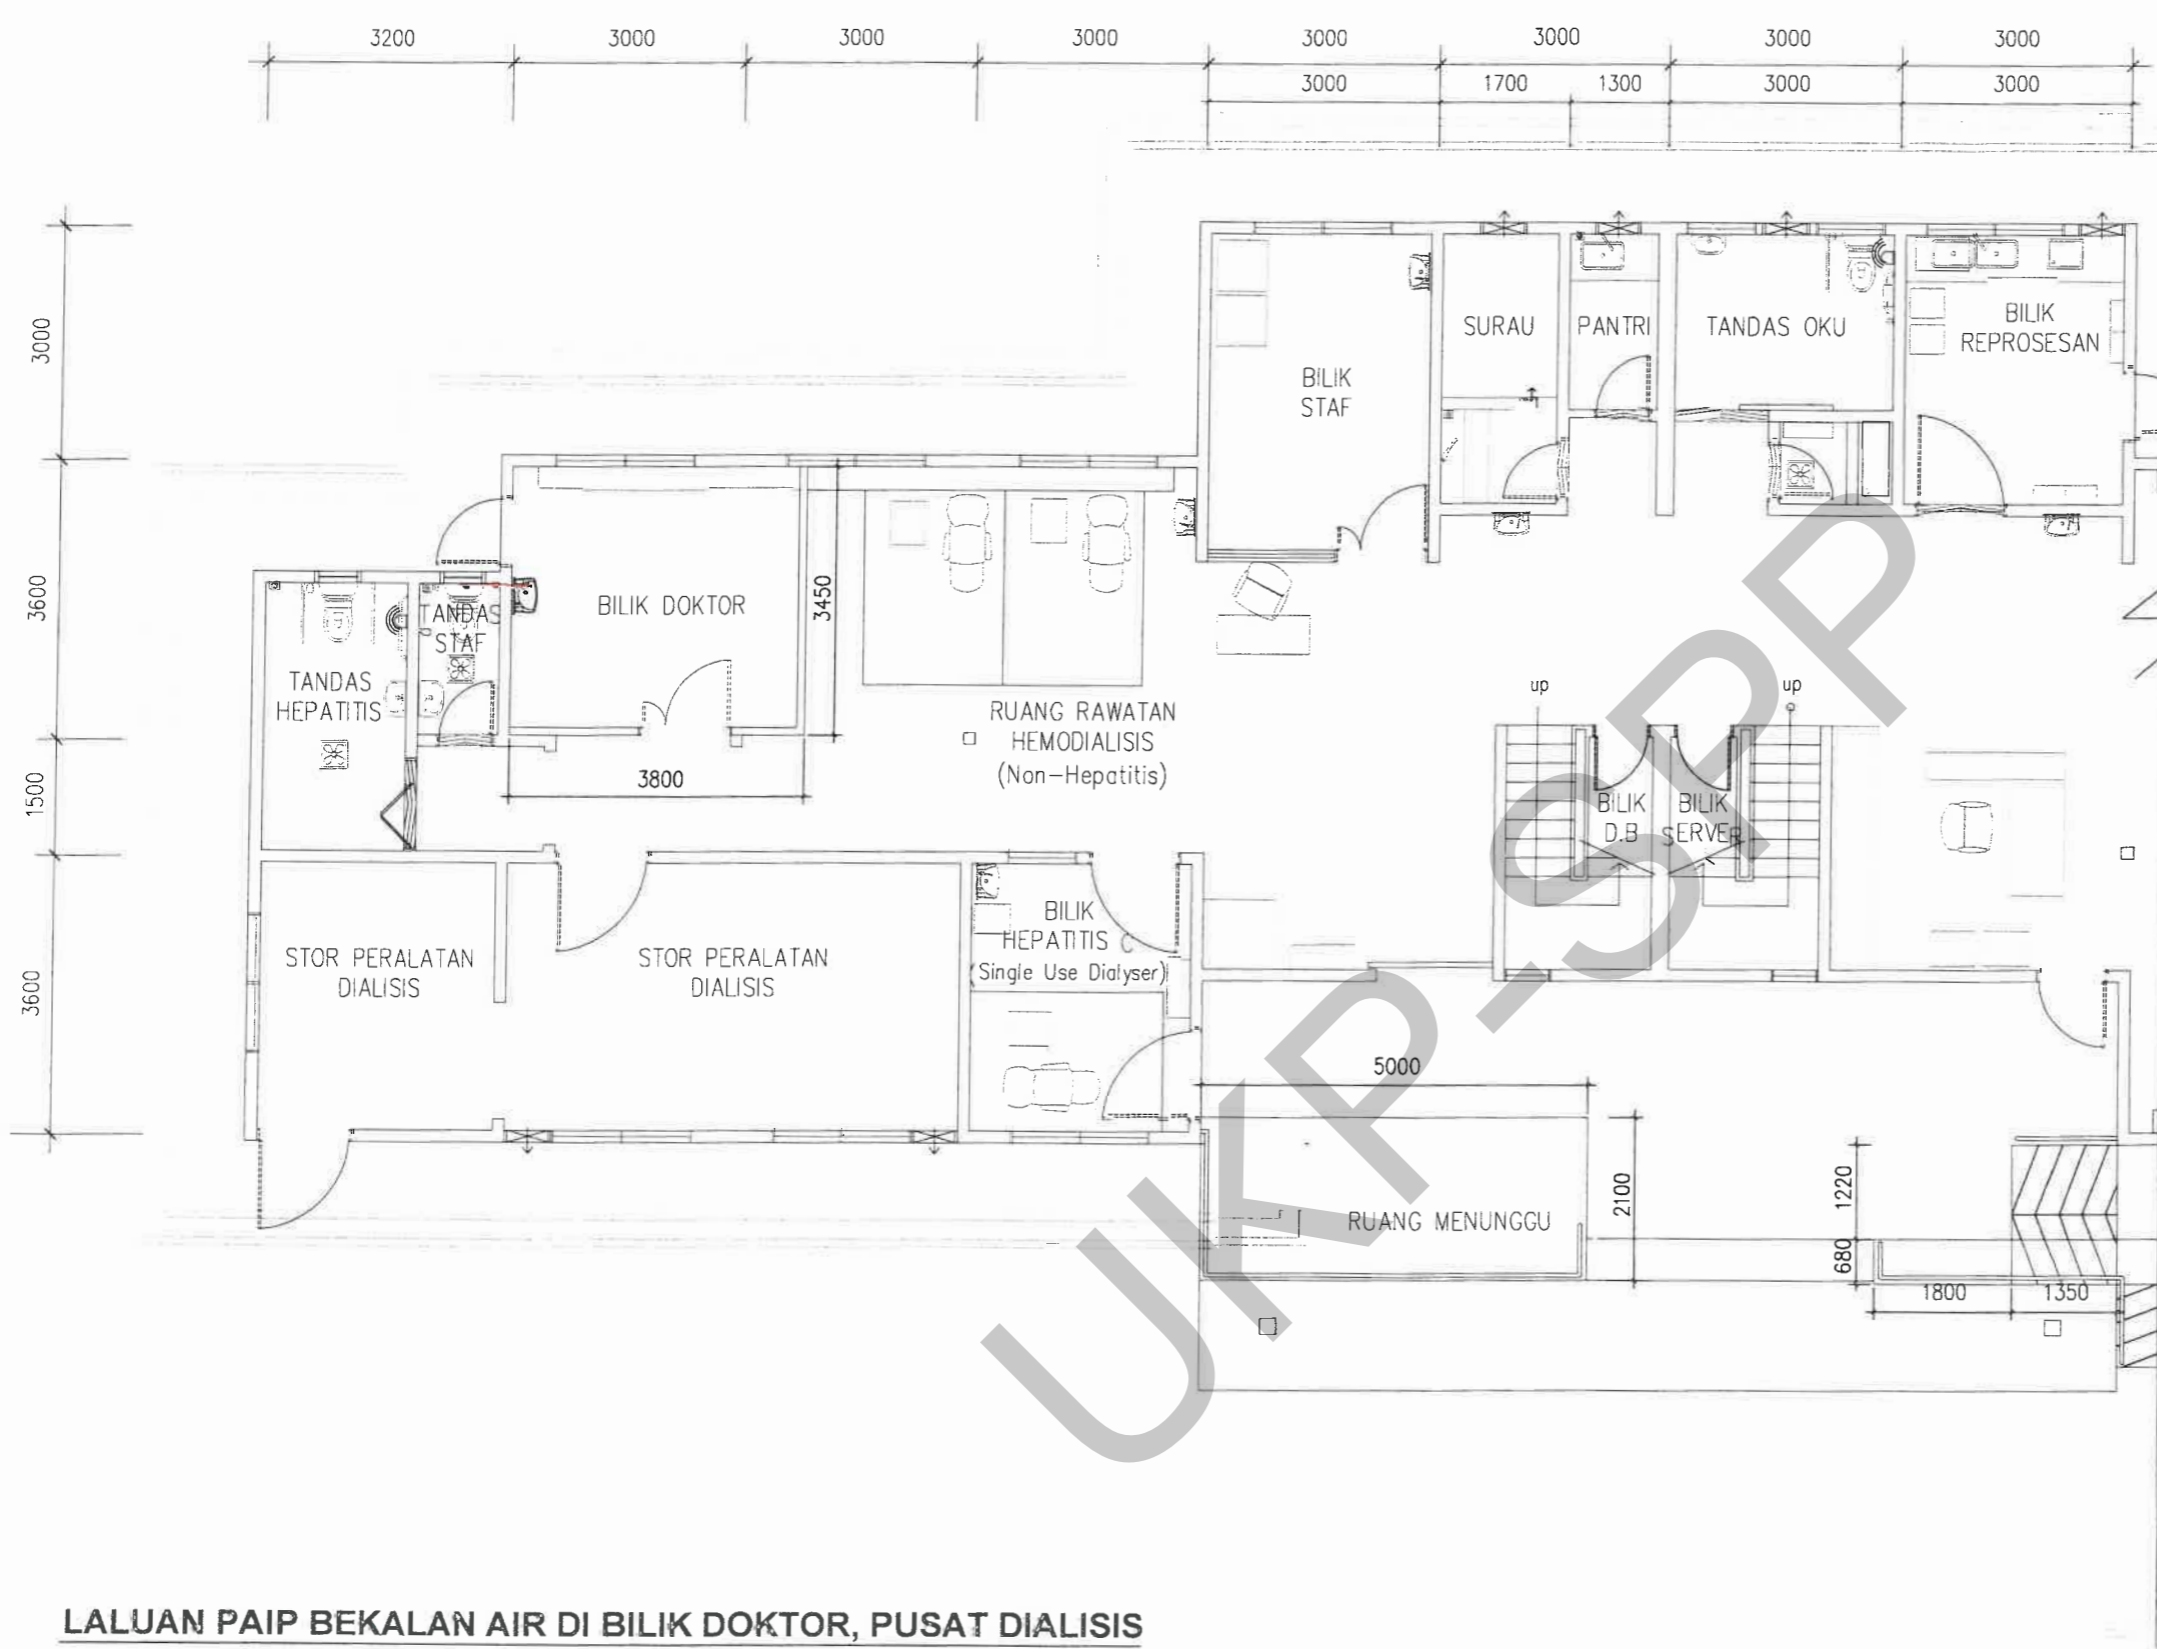 3200 3000 3000 3000 3000 3000 3000 3000
3000 1700 1300 3000 3000
3000
3600
1500
3600
SURAU
PANTRI
TANDAS OKU
BILIK
REPROSESAN
BILIK
STAF
BILIK DOKTOR
3450
TANDAS
STAF
TANDAS
HEPATITIS
3800
RUANG RAWATAN
HEMODIALISIS
(Non-Hepatitis)
up
up
BILIK
D.B
BILIK
SERVER
STOR PERALATAN
DIALISIS
STOR PERALATAN
DIALISIS
BILIK
HEPATITIS C
(Single Use Dialyser)
5000
2100
1220
680
RUANG MENUNGGU
1800
1350
UKP-SPP
LALUAN PAIP BEKALAN AIR DI BILIK DOKTOR, PUSAT DIALISIS